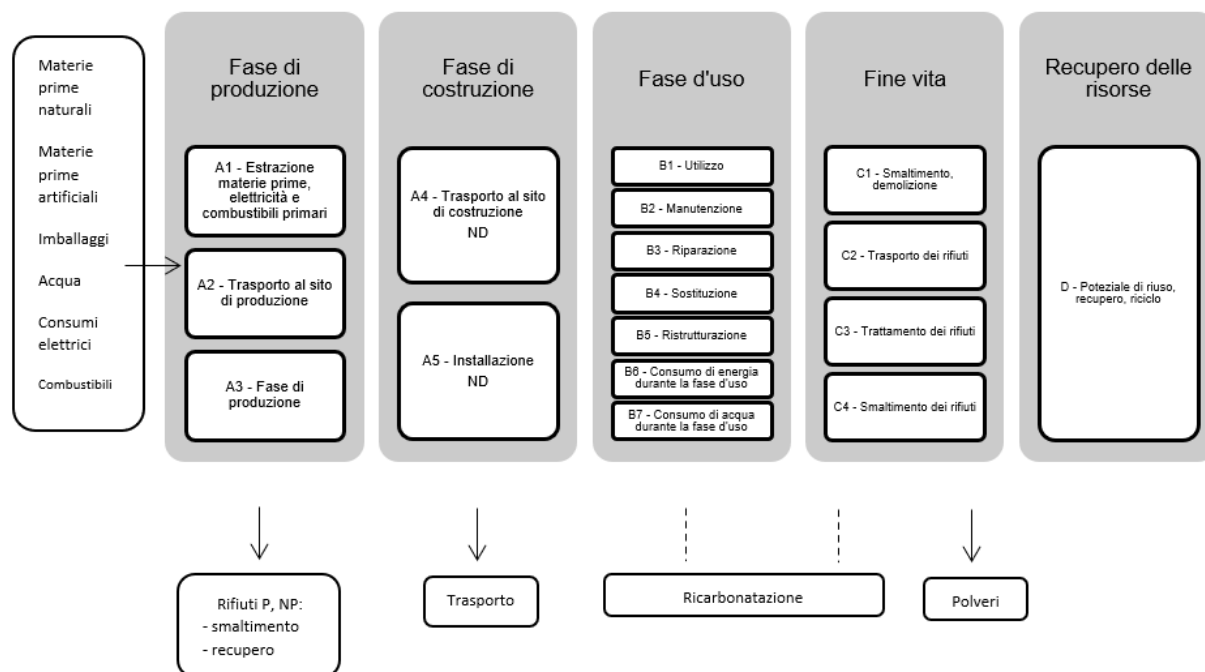 Materie
prime
naturali
Materie
prime
artificiali
Imballaggi
Acqua
Consumi
elettrici
Combustibili
Fase di
produzione
A1 - Estrazione
materie prime,
elettricità e
combustibili primari
A2 - Trasporto al sito
di produzione
A3 - Fase di
produzione
Fase di
costruzione
A4 - Trasporto al sito
di costruzione
ND
A5 - Installazione
ND
Fase d'uso
B1 - Utilizzo
B2 - Manutenzione
B3 - Riparazione
B4 - Sostituzione
B5 - Ristrutturazione
B6 - Consumo di energia
durante la fase d'uso
B7 - Consumo di acqua
durante la fase d'uso
Fine vita
C1 - Smaltimento,
demolizione
C2 - Trasporto dei rifiuti
C3 - Trattamento dei rifiuti
C4 - Smaltimento dei rifiuti
Recupero delle
risorse
D - Poteziale di riuso,
recupero, riciclo
Rifiuti P, NP:
- smaltimento
- recupero
Trasporto
Ricarbonatazione
Polveri